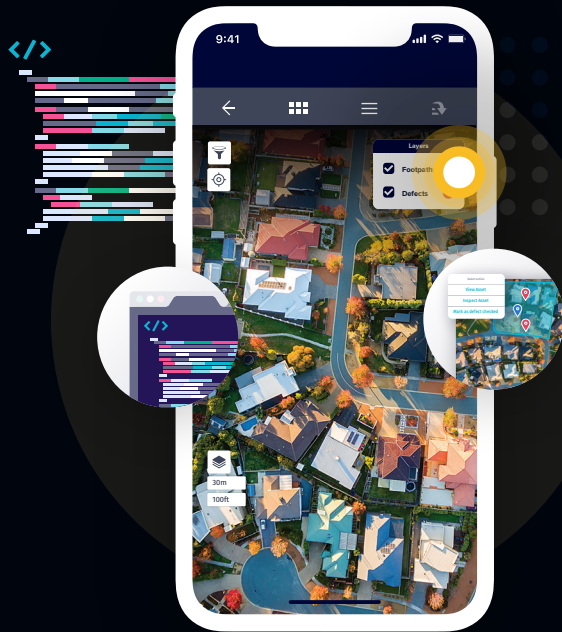 9:41
Layers
Footpath
Defects
View Asset
Inspect Asset
Mark as defect checked
30m
100ft